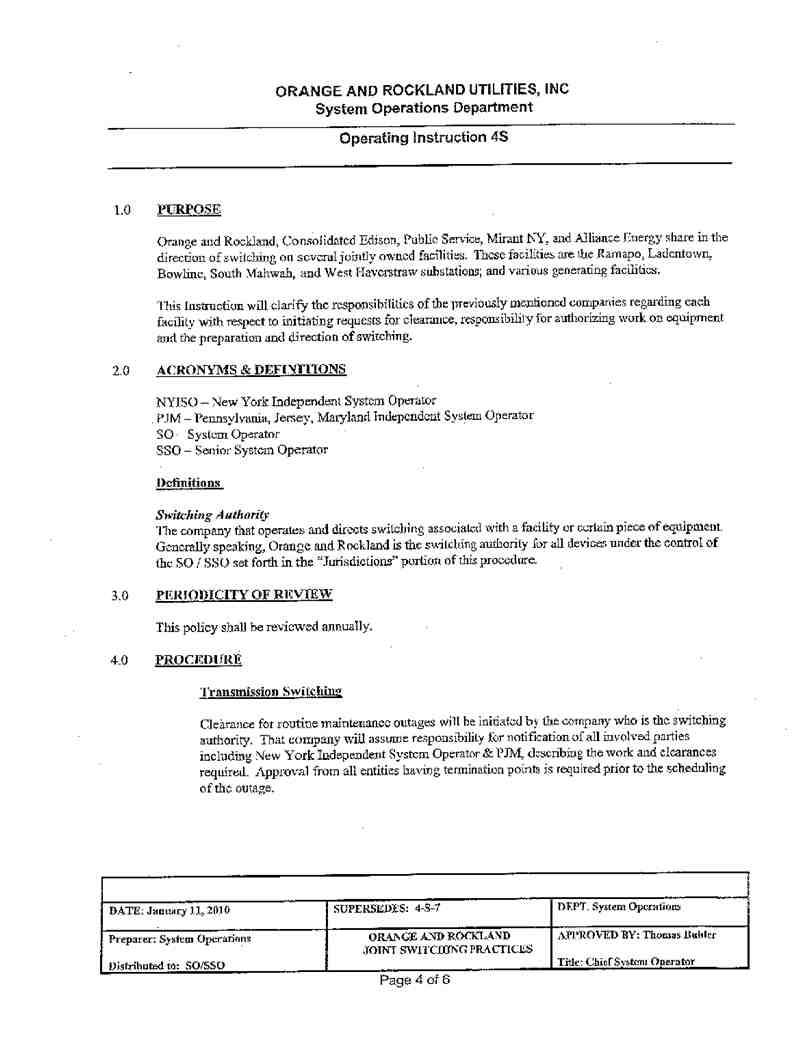 ORANGE AND ROCKLAND UTILITIES, INC
System Operations Department
Operating Instruction 4S
1.0 PURPOSE
Orange and Rockland, Consolidated Edison, Public Service, Mirant NY, and Alliance Energy share in the
direction of switching on several jointly owned facilities. These facilities are the Ramapo, Ladentown,
Bowline, South Mahwah, and West Haverstraw substations; and various generating facilities.
This Instruction will clarify the responsibilities of the previously mentioned companies regarding each
facility with respect to initiating requests for clearance, responsibility for authorizing work on equipment
and the preparation and direction of switching.
2.0 ACRONYMS & DEFINITIONS
NYISO – New York Independent System Operator
PJM – Pennsylvania, Jersey, Maryland Independent System Operator
SO - System Operator
SSO – Senior System Operator
Definitions
Switching Authority
The company that operates and directs switching associated with a facility or certain piece of equipment.
Generally speaking, Orange and Rockland is the switching authority for all devices under the control of
the SO / SSO set forth in the "Jurisdictions" portion of this procedure.
3.0 PERIODICITY OF REVIEW
This policy shall be reviewed annually.
4.0 PROCEDURE
Transmission Switching
Clearance for routine maintenance outages will be initiated by the company who is the switching
authority. That company will assume responsibility for notification of all involved parties
including New York Independent System Operator & PJM, describing the work and clearances
required. Approval from all entities having termination points is required prior to the scheduling
of the outage.
DATE: January 11, 2010 SUPERSEDES: 4-S-7 DEPT. System Operations
Preparer: System Operations ORANGE AND ROCKLAND APPROVED BY: Thomas Buhler
JOINT SWITCHING PRACTICES
Distributed to: SO/SSO Title: Chief System Operator
Page 4 of 6